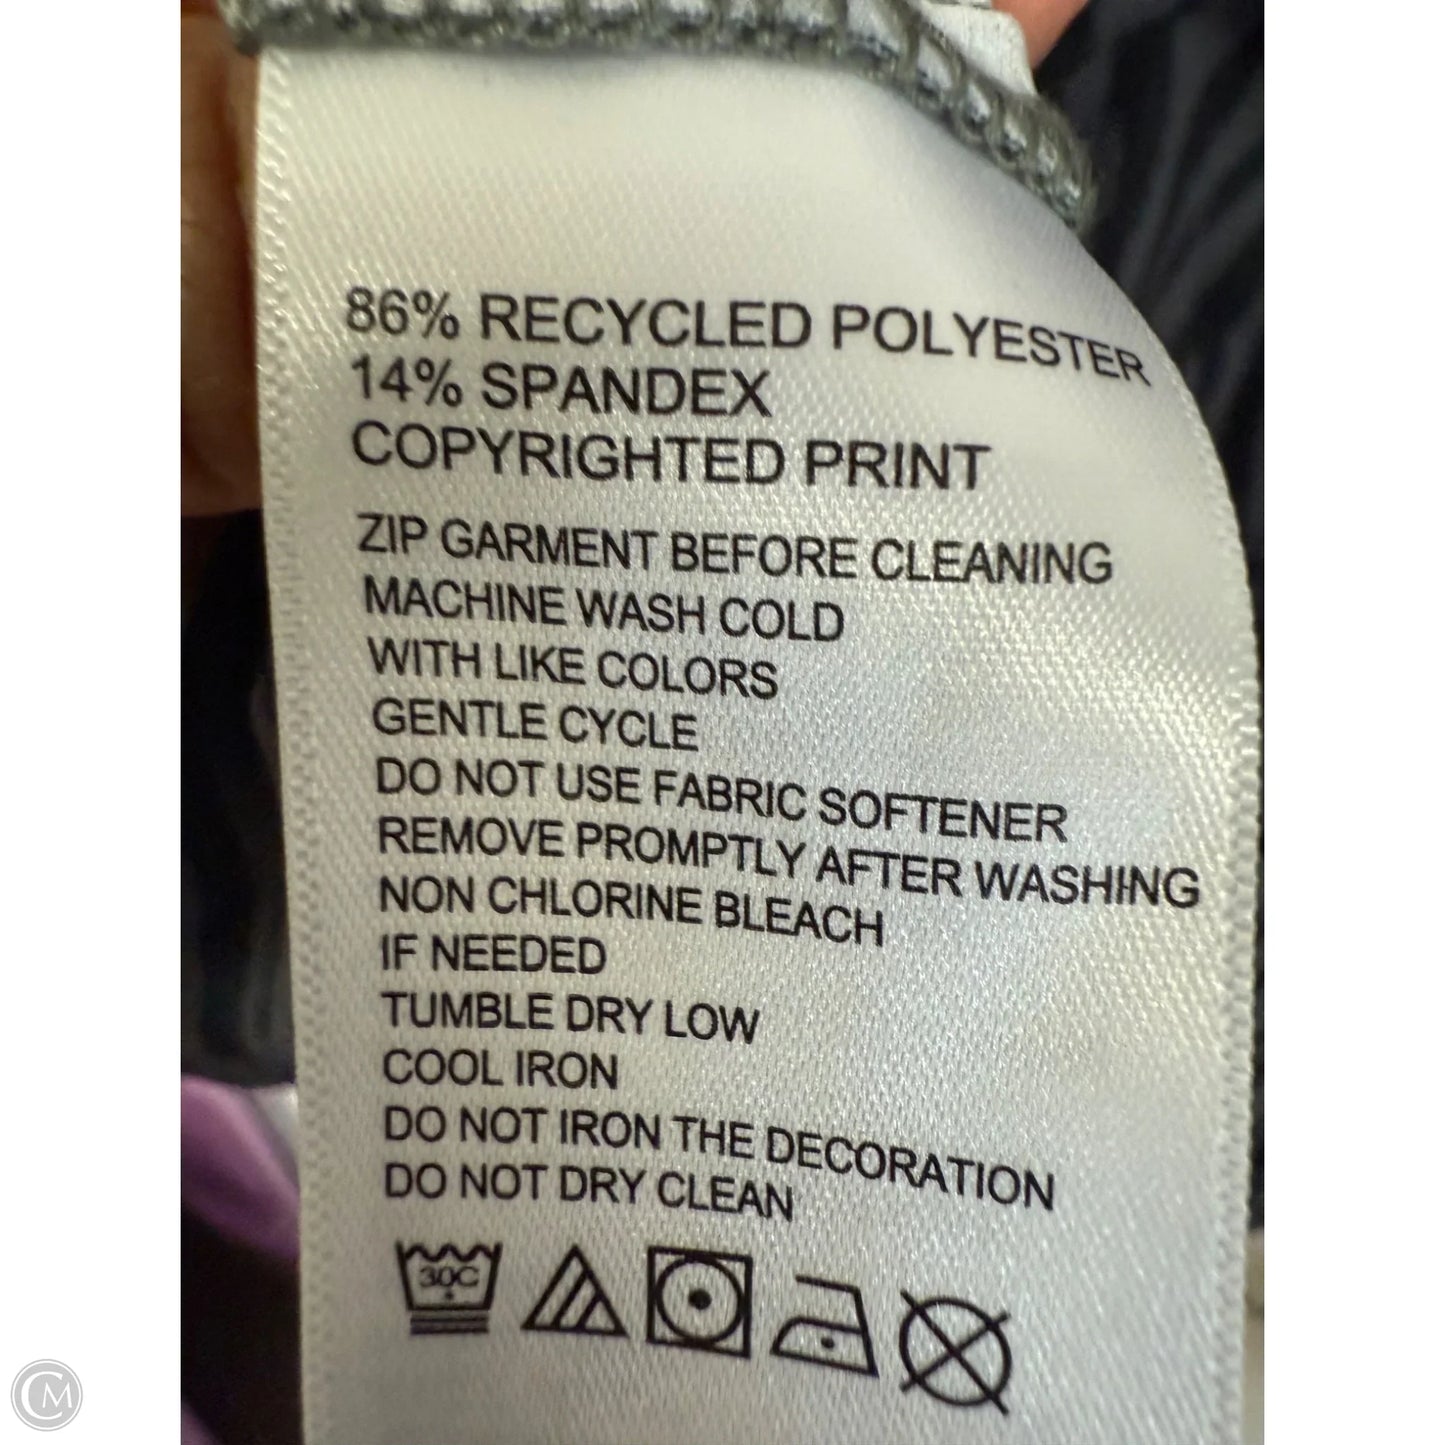 86% RECYCLED POLYESTER
14% SPANDEX
COPYRIGHTED PRINT
ZIP GARMENT BEFORE CLEANING
MACHINE WASH COLD
WITH LIKE COLORS
GENTLE CYCLE
DO NOT USE FABRIC SOFTENER
REMOVE PROMPTLY AFTER WASHING
NON CHLORINE BLEACH
IF NEEDED
TUMBLE DRY LOW
COOL IRON
DO NOT IRON THE DECORATION
DO NOT DRY CLEAN
30C
CM